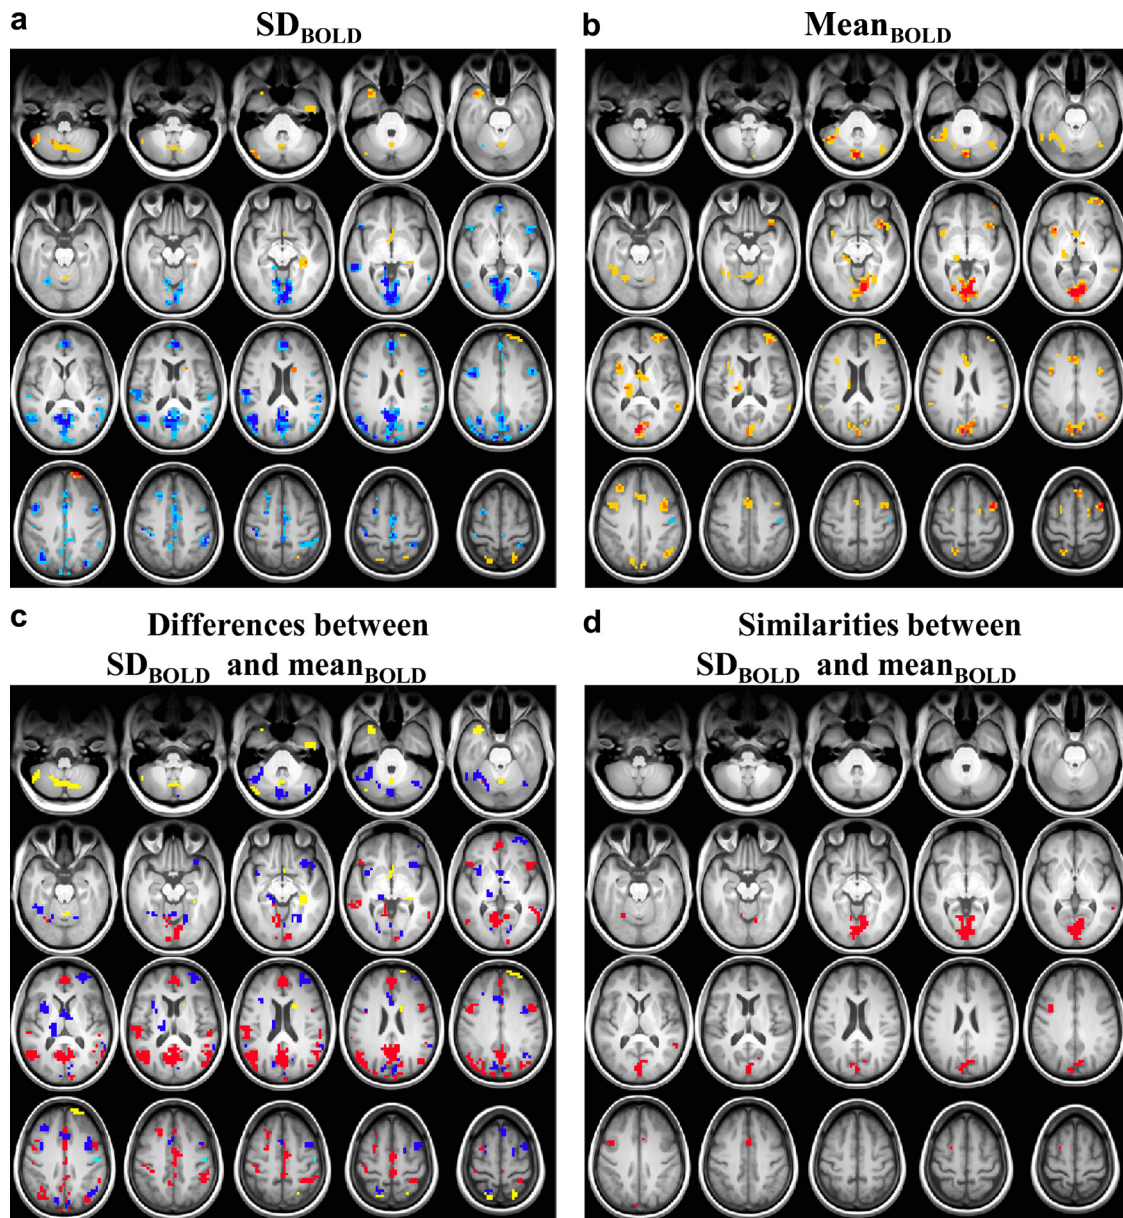 a
SD_BOLD
b
Mean_BOLD
c
Differences between
SD_BOLD and mean_BOLD
d
Similarities between
SD_BOLD and mean_BOLD